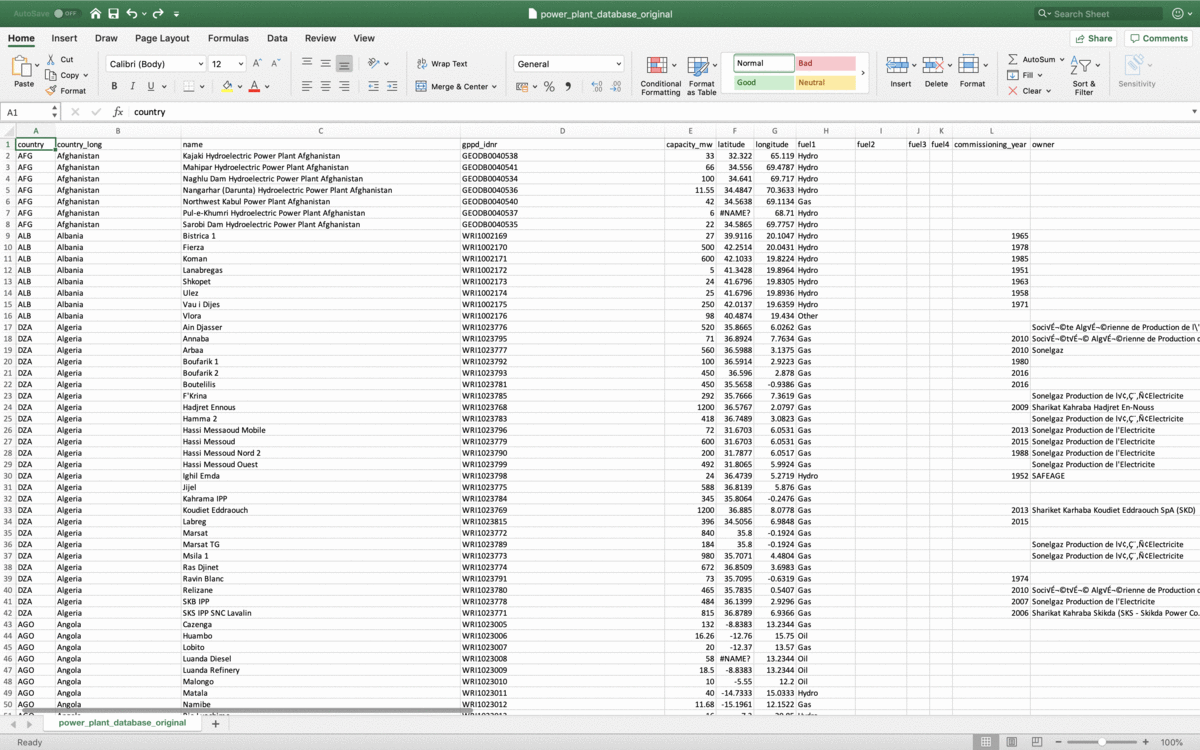 AutoSave OFF power_plant_database_original Search Sheet
Home Insert Draw Page Layout Formulas Data Review View Share Comments
Paste Cut Copy Format Calibri (Body) 12 Wrap Text Merge & Center General Conditional Formatting Format as Table Normal Bad Good Neutral Insert Delete Format AutoSum Fill Clear Sort & Filter Sensitivity
A1 fx country
A B C D E F G H I J K L
1 country country_long name gppd_idnr capacity_mw latitude longitude fuel1 fuel2 fuel3 fuel4 commissioning_year owner
2 AFG Afghanistan Kajaki Hydroelectric Power Plant Afghanistan GEODB0040538 33 32.322 65.119 Hydro
3 AFG Afghanistan Mahipar Hydroelectric Power Plant Afghanistan GEODB0040541 66 34.556 69.4787 Hydro
4 AFG Afghanistan Naghlu Dam Hydroelectric Power Plant Afghanistan GEODB0040534 100 34.641 69.717 Hydro
5 AFG Afghanistan Nangarhar (Darunta) Hydroelectric Power Plant Afghanistan GEODB0040536 11.55 34.4847 70.3633 Hydro
6 AFG Afghanistan Northwest Kabul Power Plant Afghanistan GEODB0040540 42 34.5638 69.1134 Gas
7 AFG Afghanistan Pul-e-Khumri Hydroelectric Power Plant Afghanistan GEODB0040537 6 #NAME? 68.71 Hydro
8 AFG Afghanistan Sarobi Dam Hydroelectric Power Plant Afghanistan GEODB0040535 22 34.5865 69.7757 Hydro
9 ALB Albania Bistrica 1 WRI1002169 27 39.9116 20.1047 Hydro 1965
10 ALB Albania Fierza WRI1002170 500 42.2514 20.0431 Hydro 1978
11 ALB Albania Koman WRI1002171 600 42.1033 19.8224 Hydro 1985
12 ALB Albania Lanabregas WRI1002172 5 41.3428 19.8964 Hydro 1951
13 ALB Albania Shkopet WRI1002173 24 41.6796 19.8305 Hydro 1963
14 ALB Albania Ulez WRI1002174 25 41.6796 19.8936 Hydro 1958
15 ALB Albania Vau i Dijes WRI1002175 250 42.0137 19.6359 Hydro 1971
16 ALB Albania Vlora WRI1002176 98 40.4874 19.434 Other
17 DZA Algeria Ain Djasser WRI1023776 520 35.8665 6.0262 Gas SocivÉ¬©te AlgvÉ¬©rienne de Production de l\'
18 DZA Algeria Annaba WRI1023795 71 36.8924 7.7634 Gas 2010 SocivÉ¬©tvÉ¬© AlgvÉ¬©rienne de Production
19 DZA Algeria Arbaa WRI1023777 560 36.5988 3.1375 Gas 2010 Sonelgaz
20 DZA Algeria Boufarik 1 WRI1023792 100 36.5914 2.9223 Gas 1980
21 DZA Algeria Boufarik 2 WRI1023793 450 36.596 2.878 Gas 2016
22 DZA Algeria Boutelilis WRI1023781 450 35.5658 -0.9386 Gas 2016
23 DZA Algeria F'Krina WRI1023785 292 35.7666 7.3619 Gas Sonelgaz Production de
24 DZA Algeria Hadjret Ennous WRI1023768 1200 36.5767 2.0797 Gas 2009 Sharikat Kahraba Hadjret En-Nouss
25 DZA Algeria Hamma 2 WRI1023783 418 36.7489 3.0823 Gas Sonelgaz Production de
26 DZA Algeria Hassi Messaoud Mobile WRI1023796 72 31.6703 6.0531 Gas 2013 Sonelgaz Production de l'Electricite
27 DZA Algeria Hassi Messoud WRI1023779 600 31.6703 6.0531 Gas 2015 Sonelgaz Production de l'Electricite
28 DZA Algeria Hassi Messoud Nord 2 WRI1023790 200 31.7877 6.0517 Gas 1988 Sonelgaz Production de l'Electricite
29 DZA Algeria Hassi Messoud Ouest WRI1023799 492 31.8065 5.9924 Gas Sonelgaz Production de l'Electricite
30 DZA Algeria Ighil Emda WRI1023798 24 36.4739 5.2719 Hydro 1952 SAFEAGE
31 DZA Algeria Jijel WRI1023775 588 36.8139 5.876 Gas
32 DZA Algeria Kahrama IPP WRI1023784 345 35.8064 -0.2476 Gas
33 DZA Algeria Koudiet Eddraouch WRI1023769 1200 36.885 8.0778 Gas 2013 Shariket Karhaba Koudiet Eddraouch SpA (SKD)
34 DZA Algeria Labreg WRI1023815 396 34.5056 6.9848 Gas 2015
35 DZA Algeria Marsat WRI1023772 840 35.8 -0.1924 Gas
36 DZA Algeria Marsat TG WRI1023789 184 35.8 -0.1924 Gas Sonelgaz Production de
37 DZA Algeria Msila 1 WRI1023773 980 35.7071 4.4804 Gas Sonelgaz Production de
38 DZA Algeria Ras Djinet WRI1023774 672 36.8509 3.6983 Gas
39 DZA Algeria Ravin Blanc WRI1023791 73 35.7095 -0.6319 Gas 1974
40 DZA Algeria Relizane WRI1023780 465 35.7835 0.5407 Gas 2010 SocivÉ¬©tvÉ¬© AlgvÉ¬©rienne de Production
41 DZA Algeria SKB IPP WRI1023778 484 36.1399 2.9296 Gas 2007 Sonelgaz Production de l'Electricite
42 DZA Algeria SKS IPP SNC Lavalin WRI1023771 815 36.8789 6.9366 Gas 2006 Sharikat Kahraba Skikda (SKS - Skikda Power Co.
43 AGO Angola Cazenga WRI1023005 132 -8.8383 13.2344 Gas
44 AGO Angola Huambo WRI1023006 16.26 -12.76 15.75 Oil
45 AGO Angola Lobito WRI1023007 20 -12.37 13.57 Gas
46 AGO Angola Luanda Diesel WRI1023008 58 #NAME? 13.2344 Oil
47 AGO Angola Luanda Refinery WRI1023009 18.5 -8.8383 13.2344 Oil
48 AGO Angola Malongo WRI1023010 10 -5.55 12.2 Oil
49 AGO Angola Matala WRI1023011 40 -14.7333 15.0333 Hydro
50 AGO Angola Namibe WRI1023012 11.68 -15.1961 12.1522 Gas
power_plant_database_original +
Ready 100%